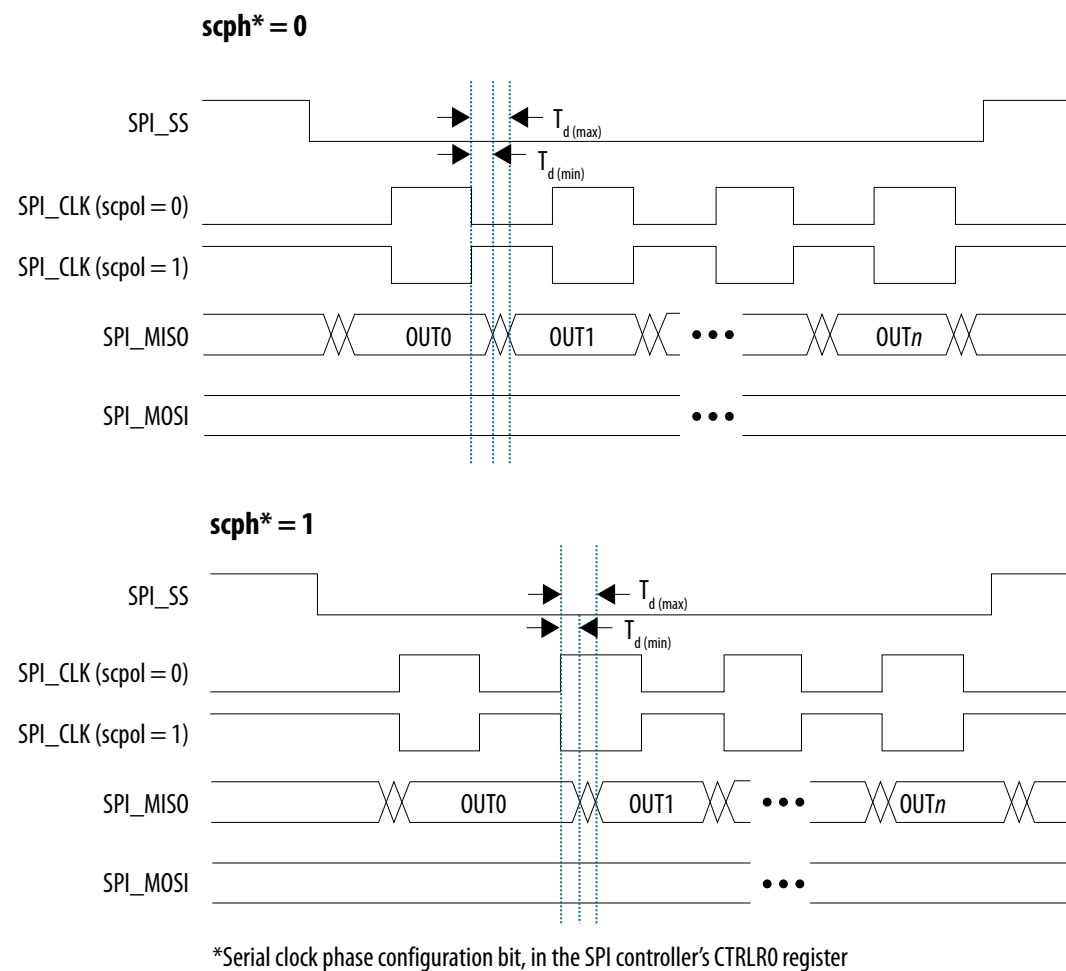 scph* = 0
SPI_SS
T d (max)
T d (min)
SPI_CLK (scpol = 0)
SPI_CLK (scpol = 1)
SPI_MISO OUT0 OUT1 ••• OUTn
SPI_MOSI •••
scph* = 1
SPI_SS
T d (max)
T d (min)
SPI_CLK (scpol = 0)
SPI_CLK (scpol = 1)
SPI_MISO OUT0 OUT1 ••• OUTn
SPI_MOSI •••
*Serial clock phase configuration bit, in the SPI controller's CTRLR0 register